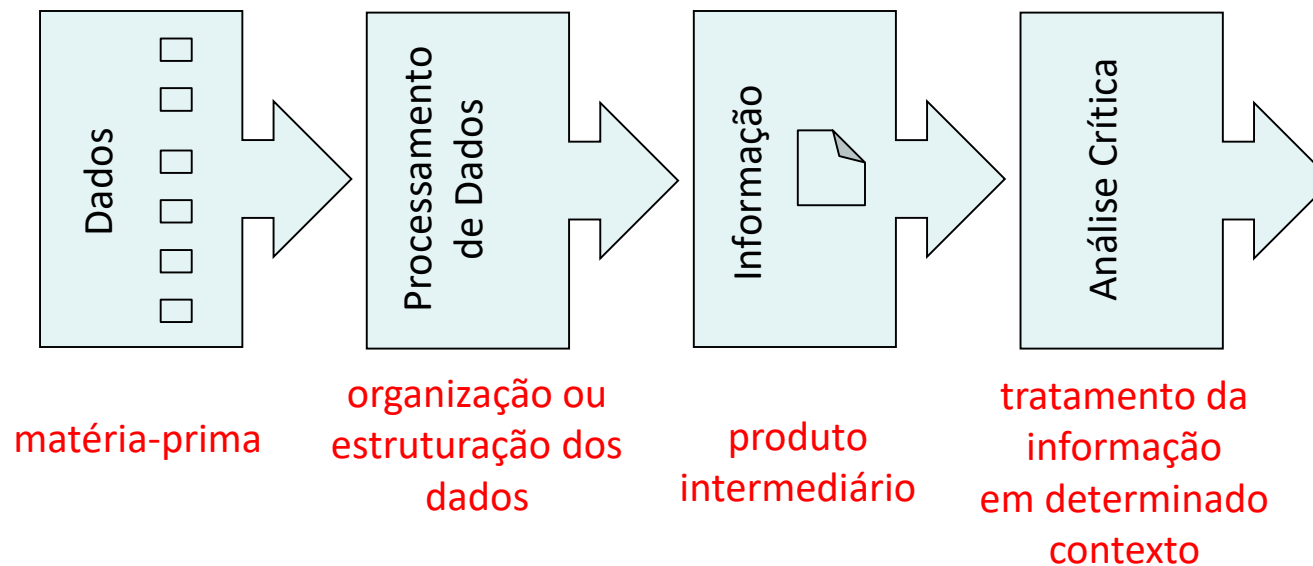 Dados
Processamento
de Dados
Informação
Análise Crítica
matéria-prima
organização ou
estruturação dos
dados
produto
intermediário
tratamento da
informação
em determinado
contexto